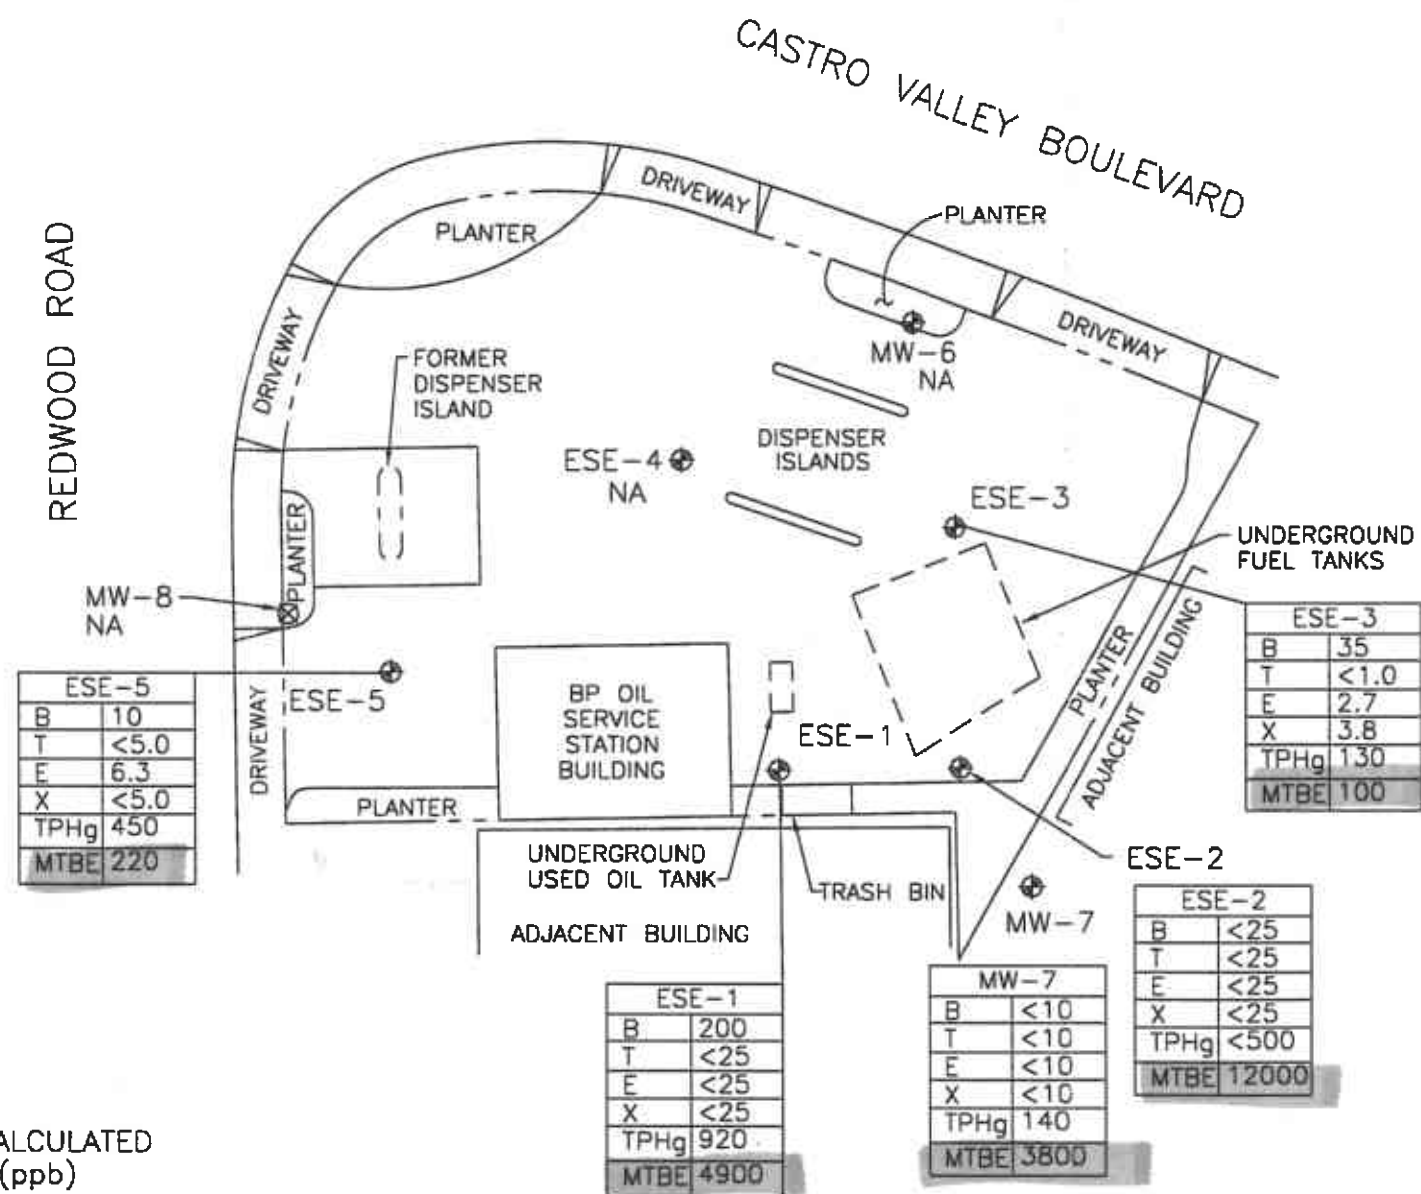 CASTRO VALLEY BOULEVARD
REDWOOD ROAD
DRIVEWAY
PLANTER
PLANTER
DRIVEWAY
DRIVEWAY
MW-6
NA
FORMER
DISPENSER
ISLAND
DISPENSER
ISLANDS
ESE-4
NA
ESE-3
UNDERGROUND
FUEL TANKS
PLANTER
MW-8
NA
PLANTER
ADJACENT BUILDING
ESE-3
B 35
T <1.0
E 2.7
X 3.8
TPHg 130
MTBE 100
ESE-5
B 10
T <5.0
E 6.3
X <5.0
TPHg 450
MTBE 220
ESE-5
DRIVEWAY
BP OIL
SERVICE
STATION
BUILDING
ESE-1
PLANTER
UNDERGROUND
USED OIL TANK
TRASH BIN
ADJACENT BUILDING
ESE-2
MW-7
ESE-2
B <25
T <25
E <25
X <25
TPHg <500
MTBE 12000
MW-7
B <10
T <10
E <10
X <10
TPHg 140
MTBE 3800
ESE-1
B 200
T <25
E <25
X <25
TPHg 920
MTBE 4900
ALCULATED
(ppb)